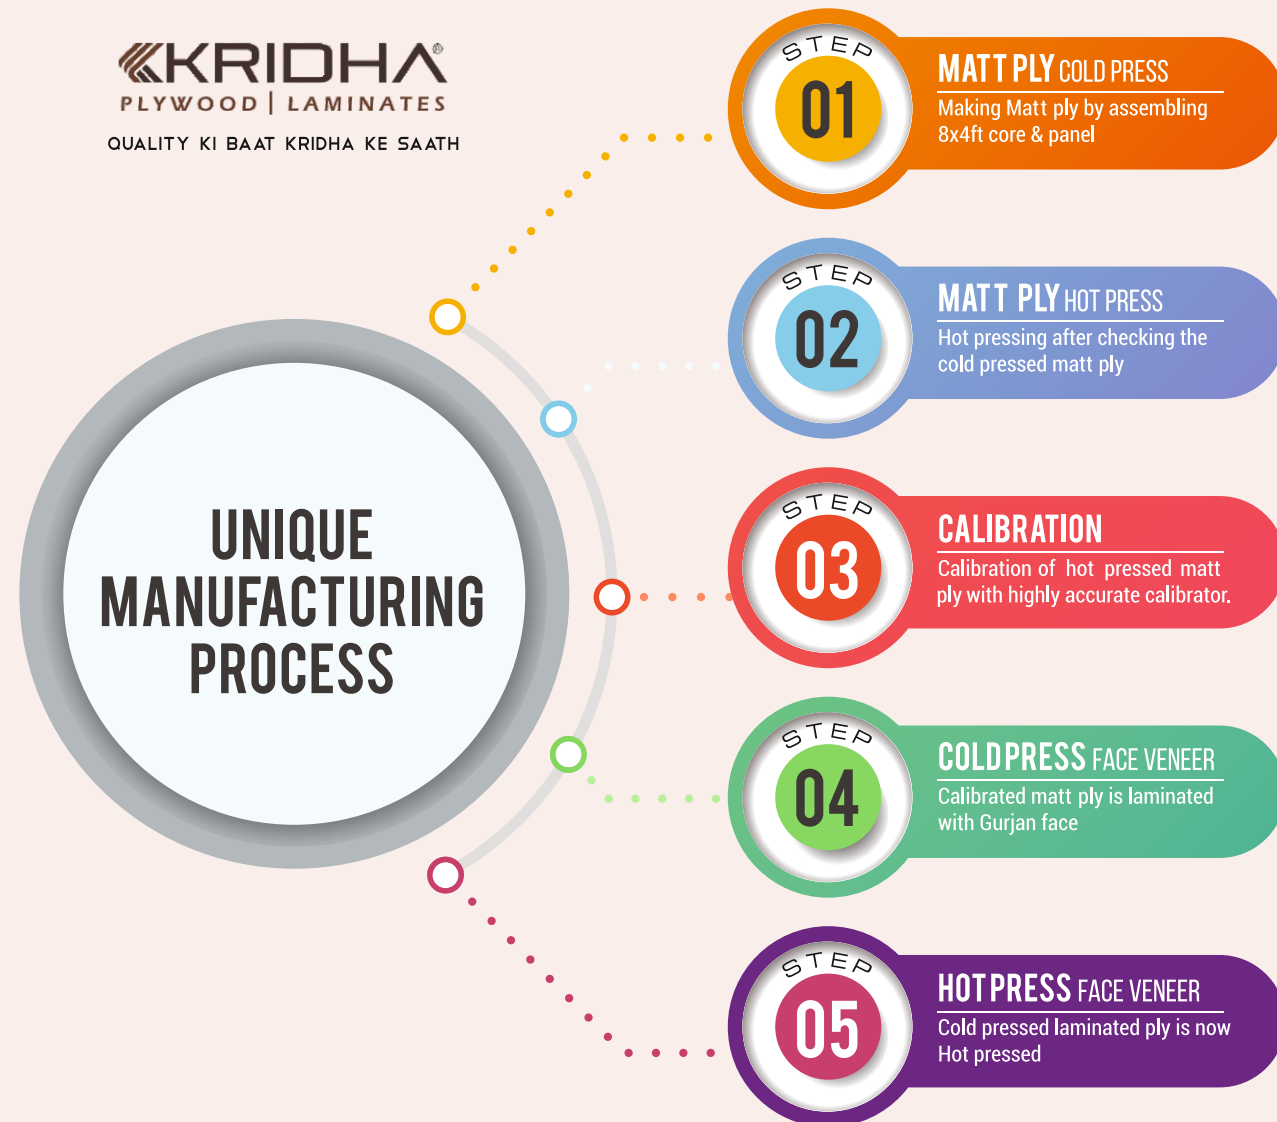 KRIDHA®
PLYWOOD | LAMINATES
QUALITY KI BAAT KRIDHA KE SAATH
UNIQUE
MANUFACTURING
PROCESS
STEP
01
MATT PLY COLD PRESS
Making Matt ply by assembling
8x4ft core & panel
STEP
02
MATT PLY HOT PRESS
Hot pressing after checking the
cold pressed matt ply
STEP
03
CALIBRATION
Calibration of hot pressed matt
ply with highly accurate calibrator.
STEP
04
COLD PRESS FACE VENEER
Calibrated matt ply is laminated
with Gurjan face
STEP
05
HOT PRESS FACE VENEER
Cold pressed laminated ply is now
Hot pressed